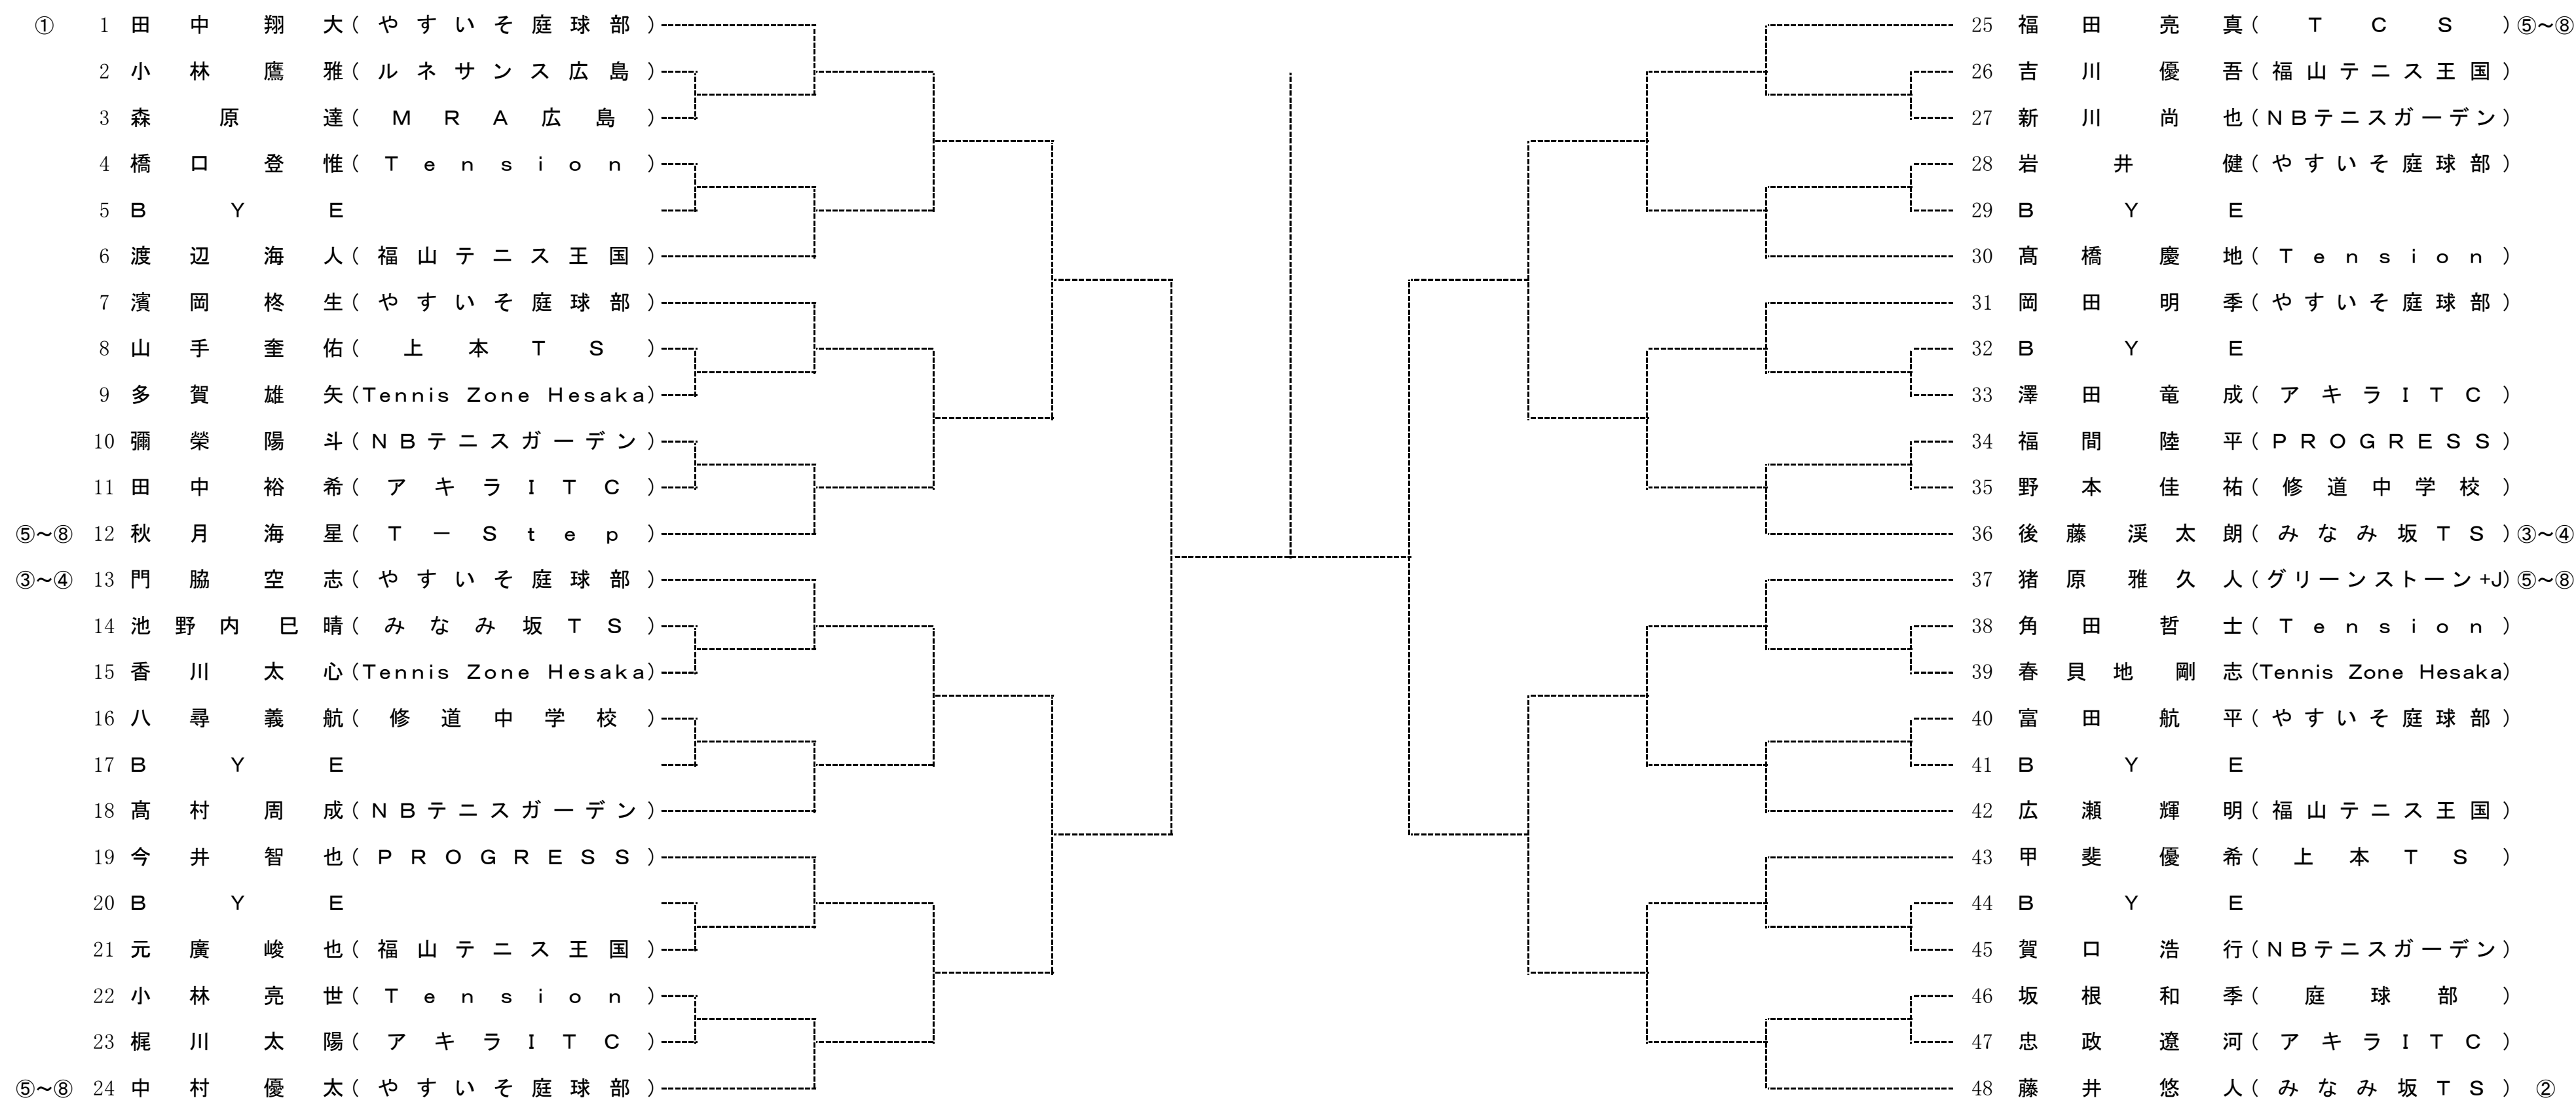 ① 1 田中翔大(やすいそ庭球部)
2 小林鷹雅(ルネサンス広島)
3 森原達(MRA広島)
4 橋口登惟(Tension)
5 BYE
6 渡辺海人(福山テニス王国)
7 濱岡柊生(やすいそ庭球部)
8 山手奎佑(上本TS)
9 多賀雄矢(Tennis Zone Hesaka)
10 彌榮陽斗(NBテニスガーデン)
11 田中裕希(アキラITC)
⑤~⑧ 12 秋月海星(T-Step)
③~④ 13 門脇空志(やすいそ庭球部)
14 池野内巳晴(みなみ坂TS)
15 香川太心(Tennis Zone Hesaka)
16 八尋義航(修道中学校)
17 BYE
18 髙村周成(NBテニスガーデン)
19 今井智也(PROGRESS)
20 BYE
21 元廣峻也(福山テニス王国)
22 小林亮世(Tension)
23 梶川太陽(アキラITC)
⑤~⑧ 24 中村優太(やすいそ庭球部)
25 福田亮真(TCS)⑤~⑧
26 吉川優吾(福山テニス王国)
27 新川尚也(NBテニスガーデン)
28 岩井健(やすいそ庭球部)
29 BYE
30 髙橋慶地(Tension)
31 岡田明季(やすいそ庭球部)
32 BYE
33 澤田竜成(アキラITC)
34 福間陸平(PROGRESS)
35 野本佳祐(修道中学校)
36 後藤渓太朗(みなみ坂TS)③~④
37 猪原雅久人(グリーンストーン+J)⑤~⑧
38 角田哲士(Tension)
39 春貝地剛志(Tennis Zone Hesaka)
40 富田航平(やすいそ庭球部)
41 BYE
42 広瀬輝明(福山テニス王国)
43 甲斐優希(上本TS)
44 BYE
45 賀口浩行(NBテニスガーデン)
46 坂根和季(庭球部)
47 忠政遼河(アキラITC)
48 藤井悠人(みなみ坂TS)②